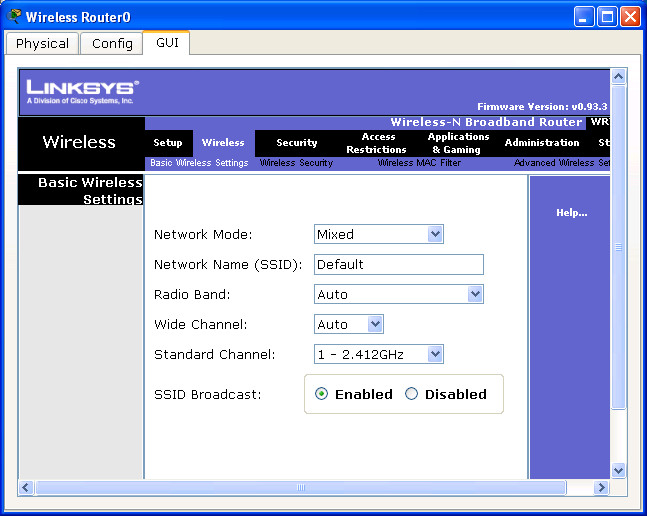 Wireless Router0
Physical Config GUI
LINKSYS®
A Division of Cisco Systems, Inc.
Firmware Version: v0.93.3
Wireless-N Broadband Router WR
Wireless
Setup Wireless Security Access Restrictions Applications & Gaming Administration St
Basic Wireless Settings Wireless Security Wireless MAC Filter Advanced Wireless Set
Basic Wireless
Settings
Help...
Network Mode: Mixed
Network Name (SSID): Default
Radio Band: Auto
Wide Channel: Auto
Standard Channel: 1 - 2.412GHz
SSID Broadcast: Enabled Disabled